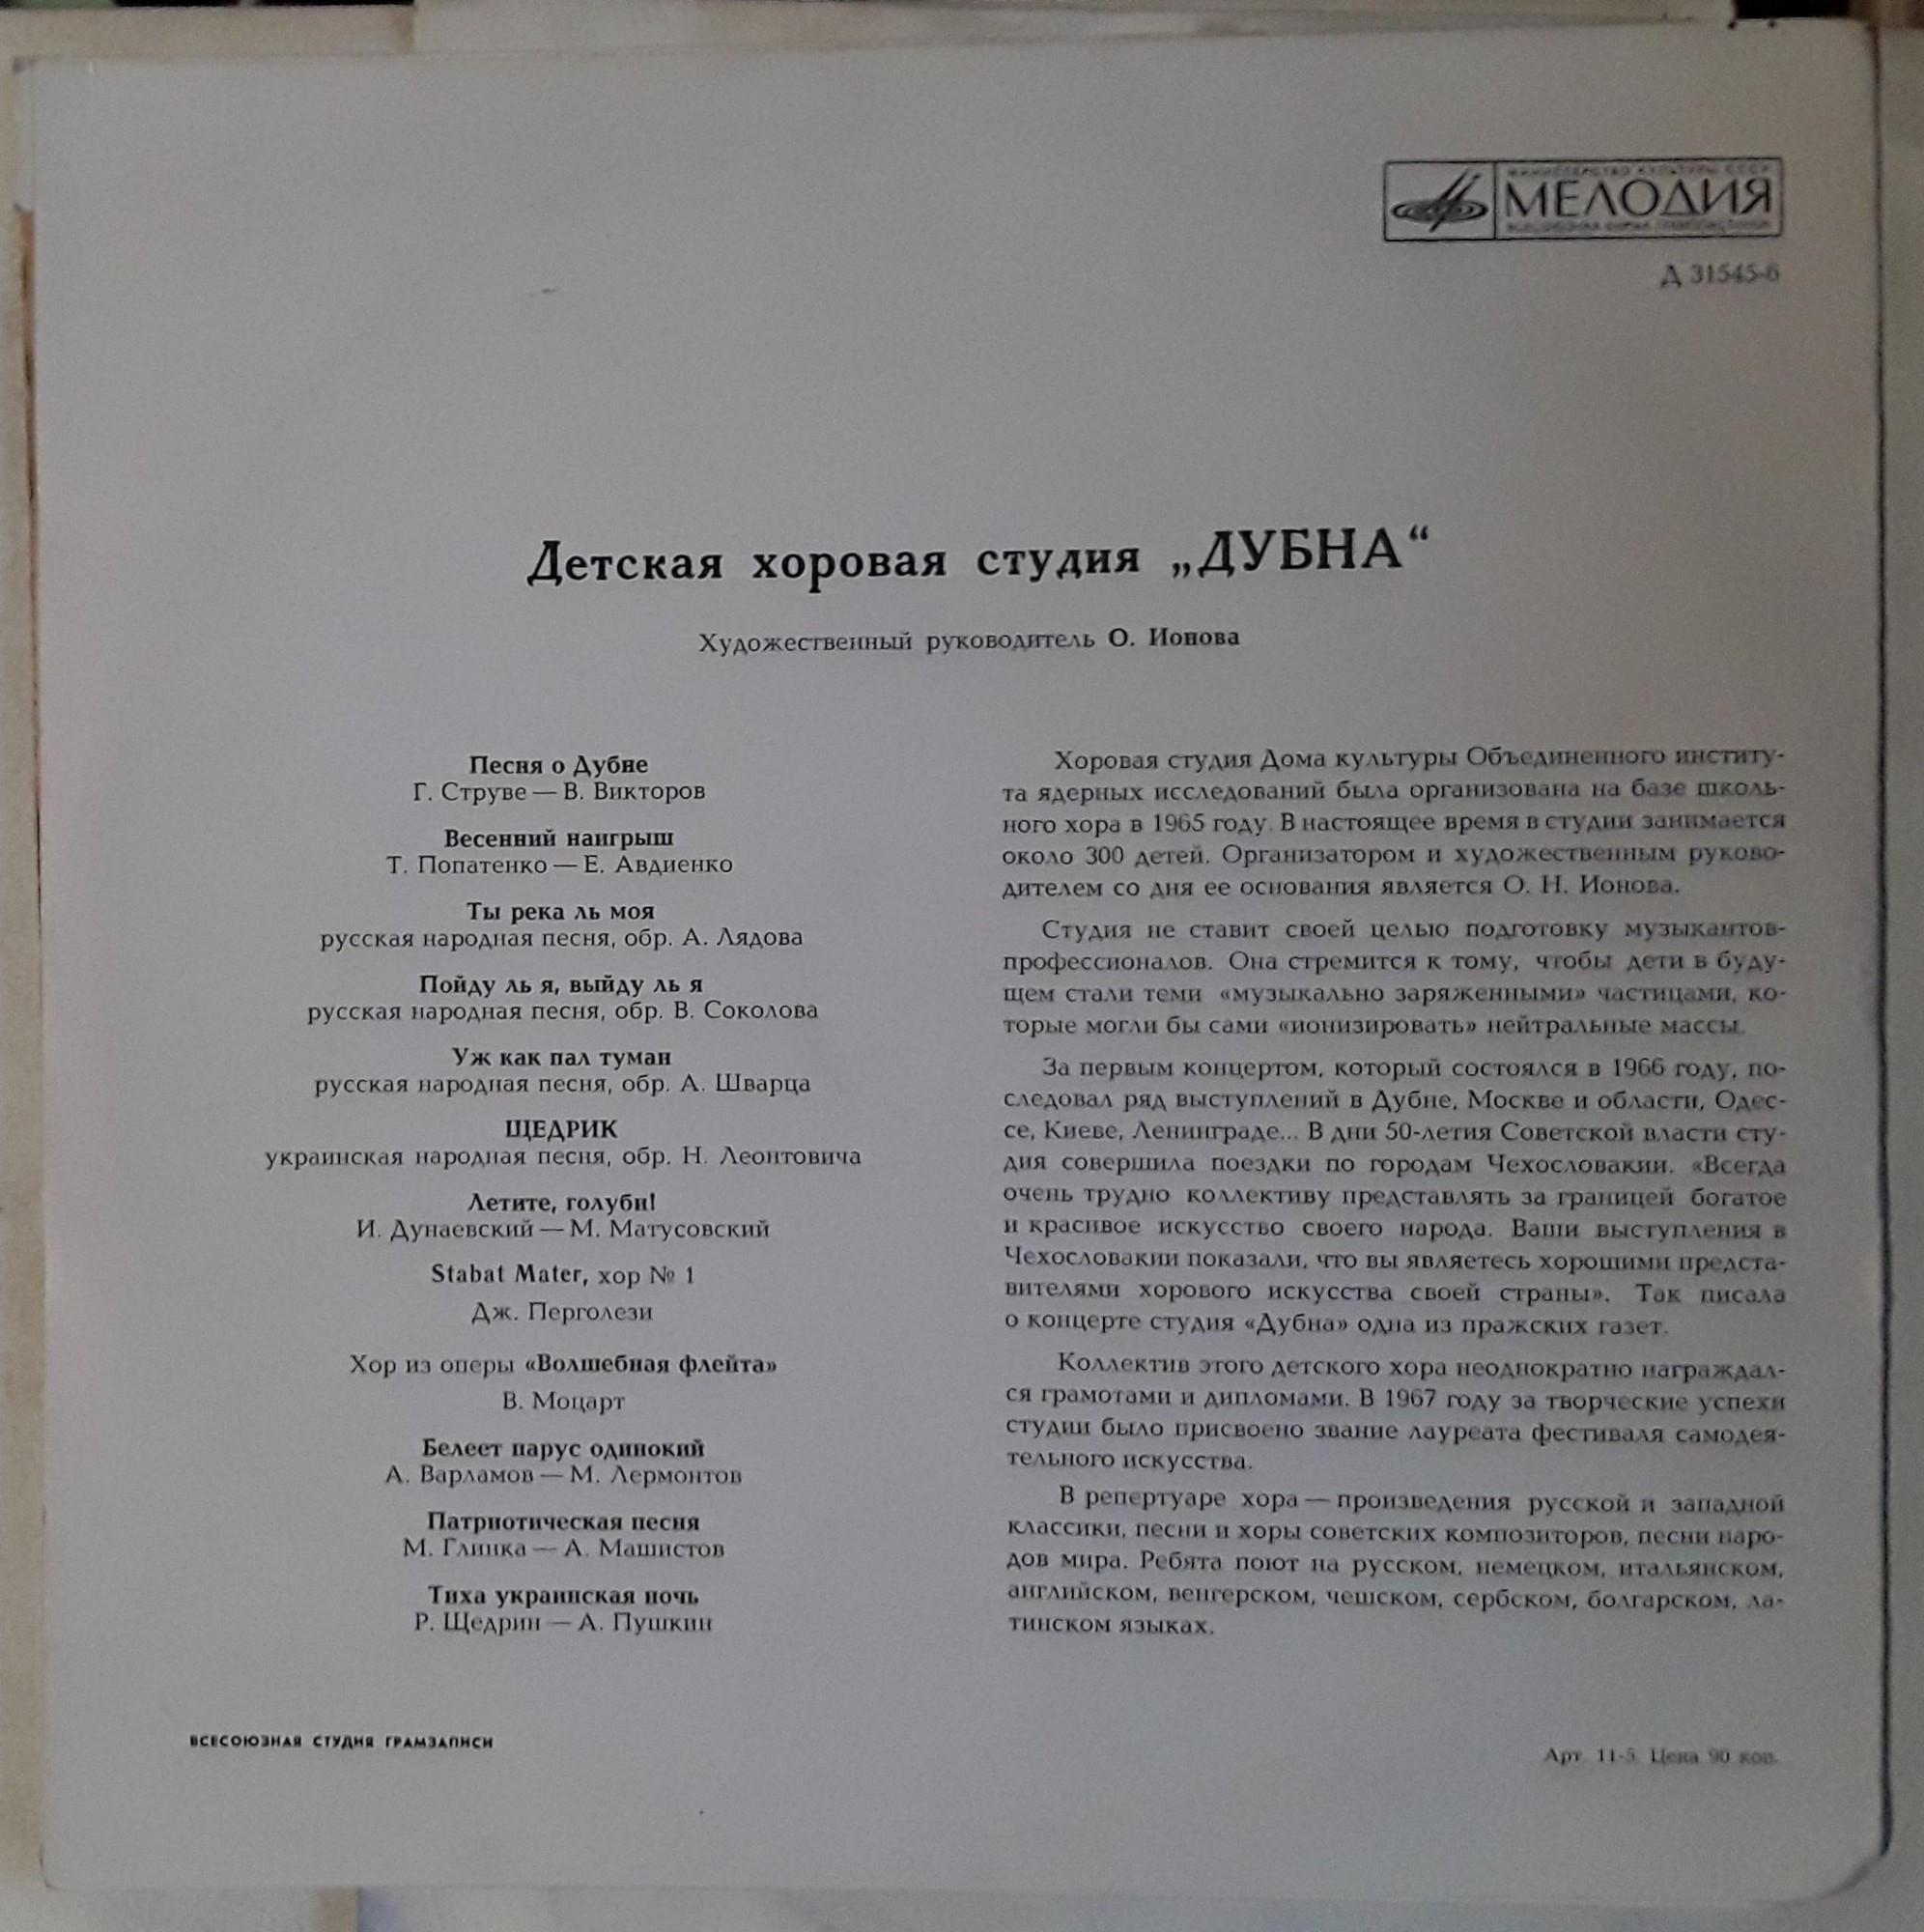 МИНИСТЕРСТВО КУЛЬТУРЫ СССР
МЕЛОДИЯ
ВСЕСОЮЗНАЯ ФИРМА ГРАМПЛАСТИНОК
Д 31545-6
Детская хоровая студия „ДУБНА“
Художественный руководитель О. Ионова
Песня о Дубне
Г. Струве — В. Викторов
Весенний наигрыш
Т. Попатенко — Е. Авдиенко
Ты река ль моя
русская народная песня, обр. А. Лядова
Пойду ль я, выйду ль я
русская народная песня, обр. В. Соколова
Уж как пал туман
русская народная песня, обр. А. Шварца
ЩЕДРИК
украинская народная песня, обр. Н. Леонтовича
Летите, голуби!
И. Дунаевский — М. Матусовский
Stabat Mater, хор № 1
Дж. Перголези
Хор из оперы «Волшебная флейта»
В. Моцарт
Белеет парус одинокий
А. Варламов — М. Лермонтов
Патриотическая песня
М. Глинка — А. Машистов
Тиха украинская ночь
Р. Щедрин — А. Пушкин
Хоровая студия Дома культуры Объединенного институ-
та ядерных исследований была организована на базе школь-
ного хора в 1965 году. В настоящее время в студии занимается
около 300 детей. Организатором и художественным руково-
дителем со дня ее основания является О. Н. Ионова.
Студия не ставит своей целью подготовку музыкантов-
профессионалов. Она стремится к тому, чтобы дети в буду-
щем стали теми «музыкально заряженными» частицами, ко-
торые могли бы сами «ионизировать» нейтральные массы.
За первым концертом, который состоялся в 1966 году, по-
следовал ряд выступлений в Дубне, Москве и области, Одес-
се, Киеве, Ленинграде... В дни 50-летия Советской власти сту-
дия совершила поездки по городам Чехословакии. «Всегда
очень трудно коллективу представлять за границей богатое
и красивое искусство своего народа. Ваши выступления в
Чехословакии показали, что вы являетесь хорошими предста-
вителями хорового искусства своей страны». Так писала
о концерте студия «Дубна» одна из пражских газет.
Коллектив этого детского хора неоднократно награждал-
ся грамотами и дипломами. В 1967 году за творческие успехи
студии было присвоено звание лауреата фестиваля самодея-
тельного искусства.
В репертуаре хора — произведения русской и западной
классики, песни и хоры советских композиторов, песни наро-
дов мира. Ребята поют на русском, немецком, итальянском,
английском, венгерском, чешском, сербском, болгарском, ла-
тинском языках.
ВСЕСОЮЗНАЯ СТУДИЯ ГРАМЗАПИСИ
Арт. 11-5. Цена 90 коп.